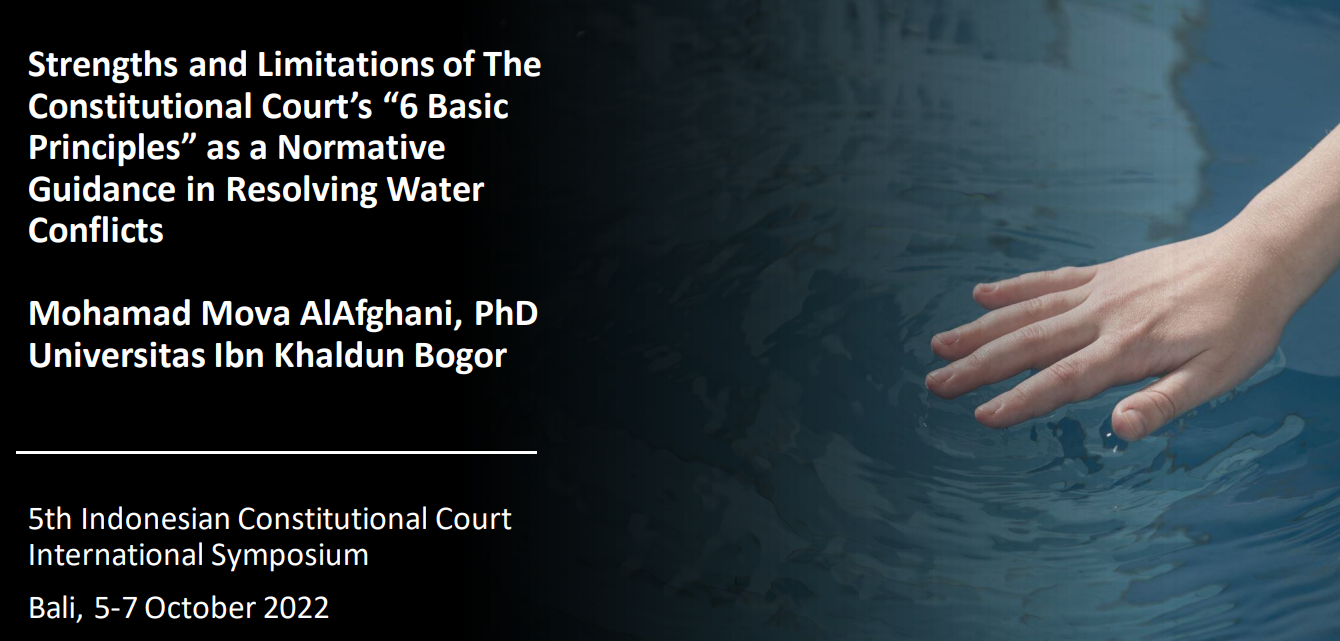 Strengths and Limitations of The
Constitutional Court’s “6 Basic
Principles” as a Normative
Guidance in Resolving Water
Conflicts
Mohamad Mova AlAfghani, PhD
Universitas Ibn Khaldun Bogor
5th Indonesian Constitutional Court
International Symposium
Bali, 5-7 October 2022